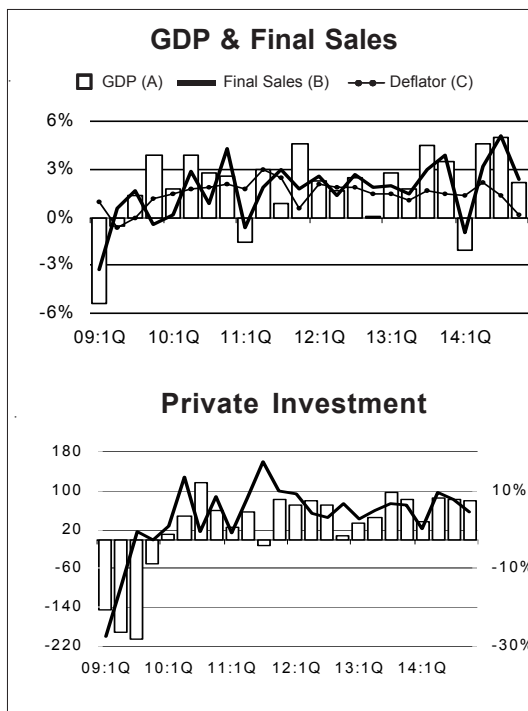 GDP & Final Sales
GDP (A) Final Sales (B) Deflator (C)
6%
3%
0%
-3%
-6%
09:1Q 10:1Q 11:1Q 12:1Q 13:1Q 14:1Q
Private Investment
180
100 10%
20
-60 -10%
-140
-220 -30%
09:1Q 10:1Q 11:1Q 12:1Q 13:1Q 14:1Q